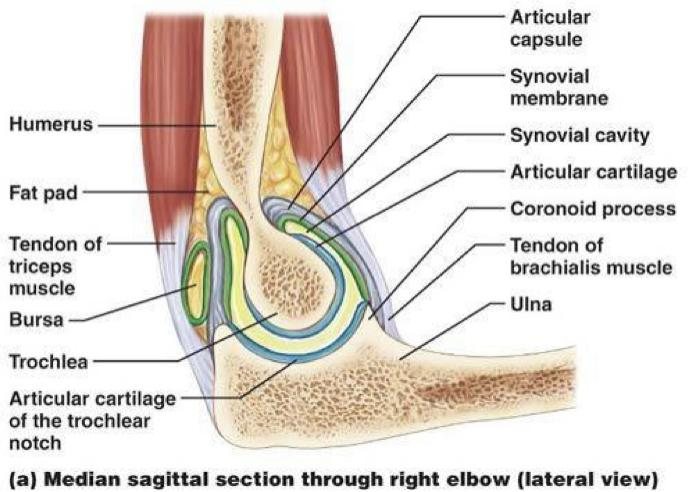 Articular
capsule
Synovial
membrane
Synovial cavity
Articular cartilage
Coronoid process
Tendon of
brachialis muscle
Ulna
Humerus
Fat pad
Tendon of
triceps
muscle
Bursa
Trochlea
Articular cartilage
of the trochlear
notch
(a) Median sagittal section through right elbow (lateral view)